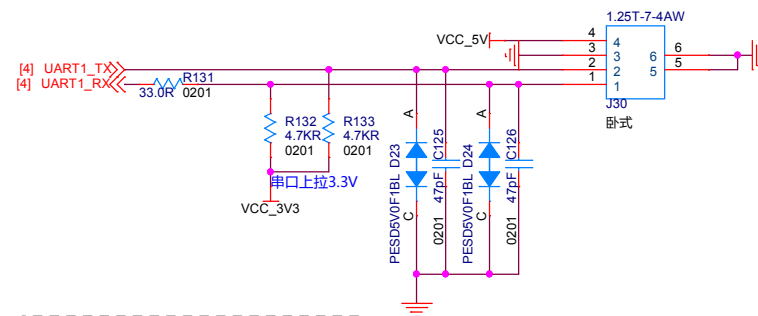 1.25T-7-4AW
VCC_5V
4
3
2
1
4
3
2
1
6
5
6
5
J30
卧式
[4] UART1_TX
[4] UART1_RX
R131
33.0R
0201
R132
4.7KR
0201
R133
4.7KR
0201
串口上拉3.3V
VCC_3V3
A
C
PESD5V0F1BL D23
47pF C125
0201
A
C
PESD5V0F1BL D24
47pF C126
0201